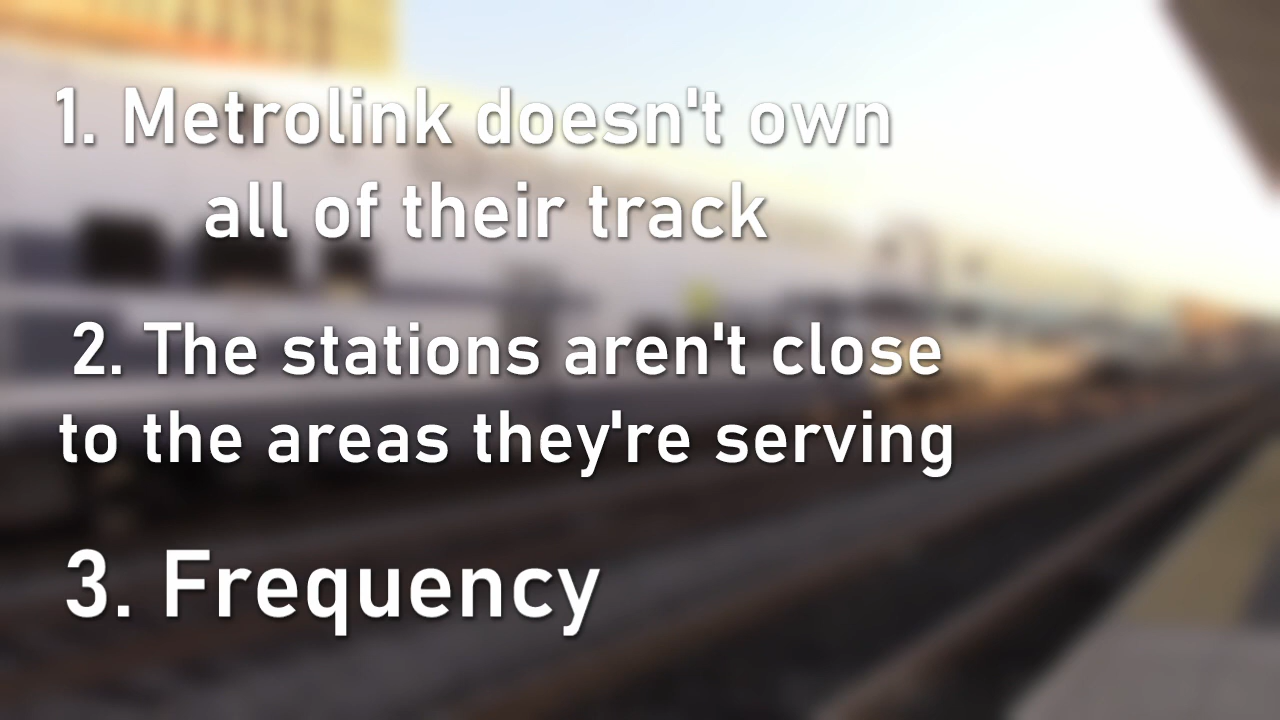 1. Metrolink doesn't own
all of their track
2. The stations aren't close
to the areas they're serving
3. Frequency